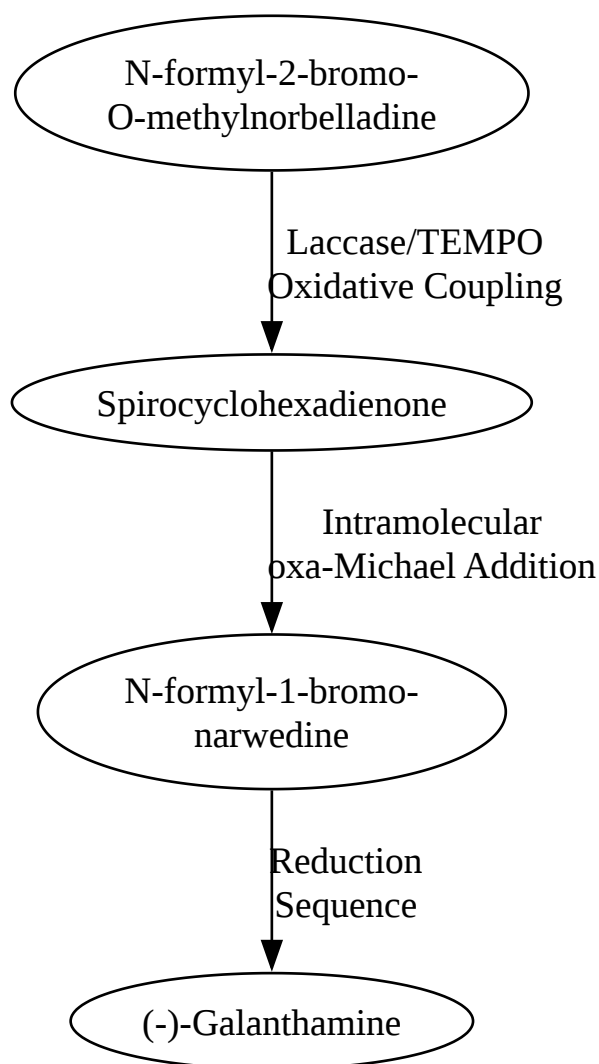 N-formyl-2-bromo-
O-methylnorbelladine
Laccase/TEMPO
Oxidative Coupling
Spirocyclohexadienone
Intramolecular
oxa-Michael Addition
N-formyl-1-bromo-
narwedine
Reduction
Sequence
(-)-Galanthamine